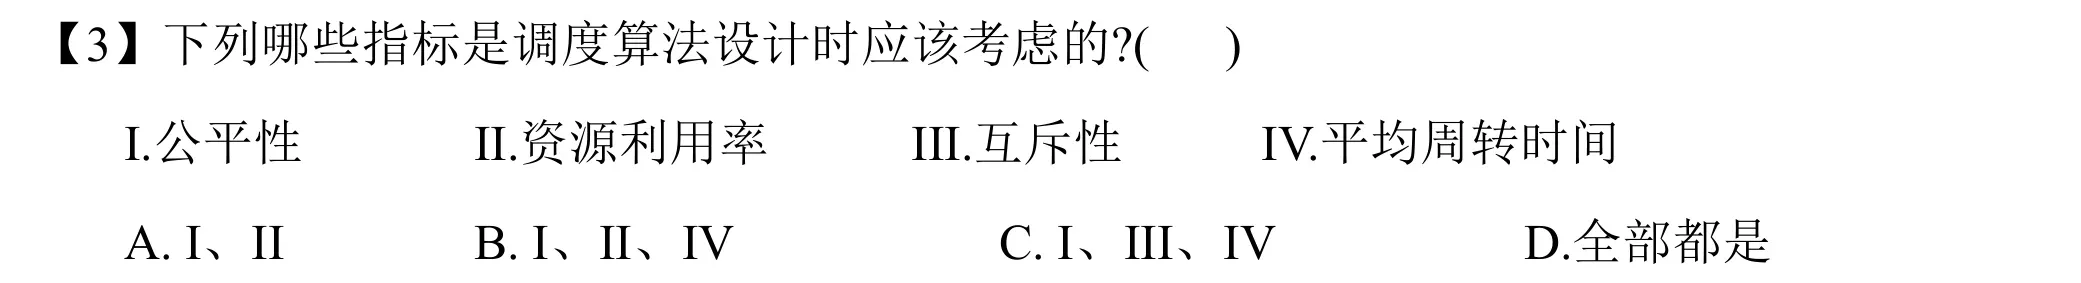 【3】下列哪些指标是调度算法设计时应该考虑的?(      )
I.公平性 II.资源利用率 III.互斥性 IV.平均周转时间
A. I、II B. I、II、IV C. I、III、IV D.全部都是